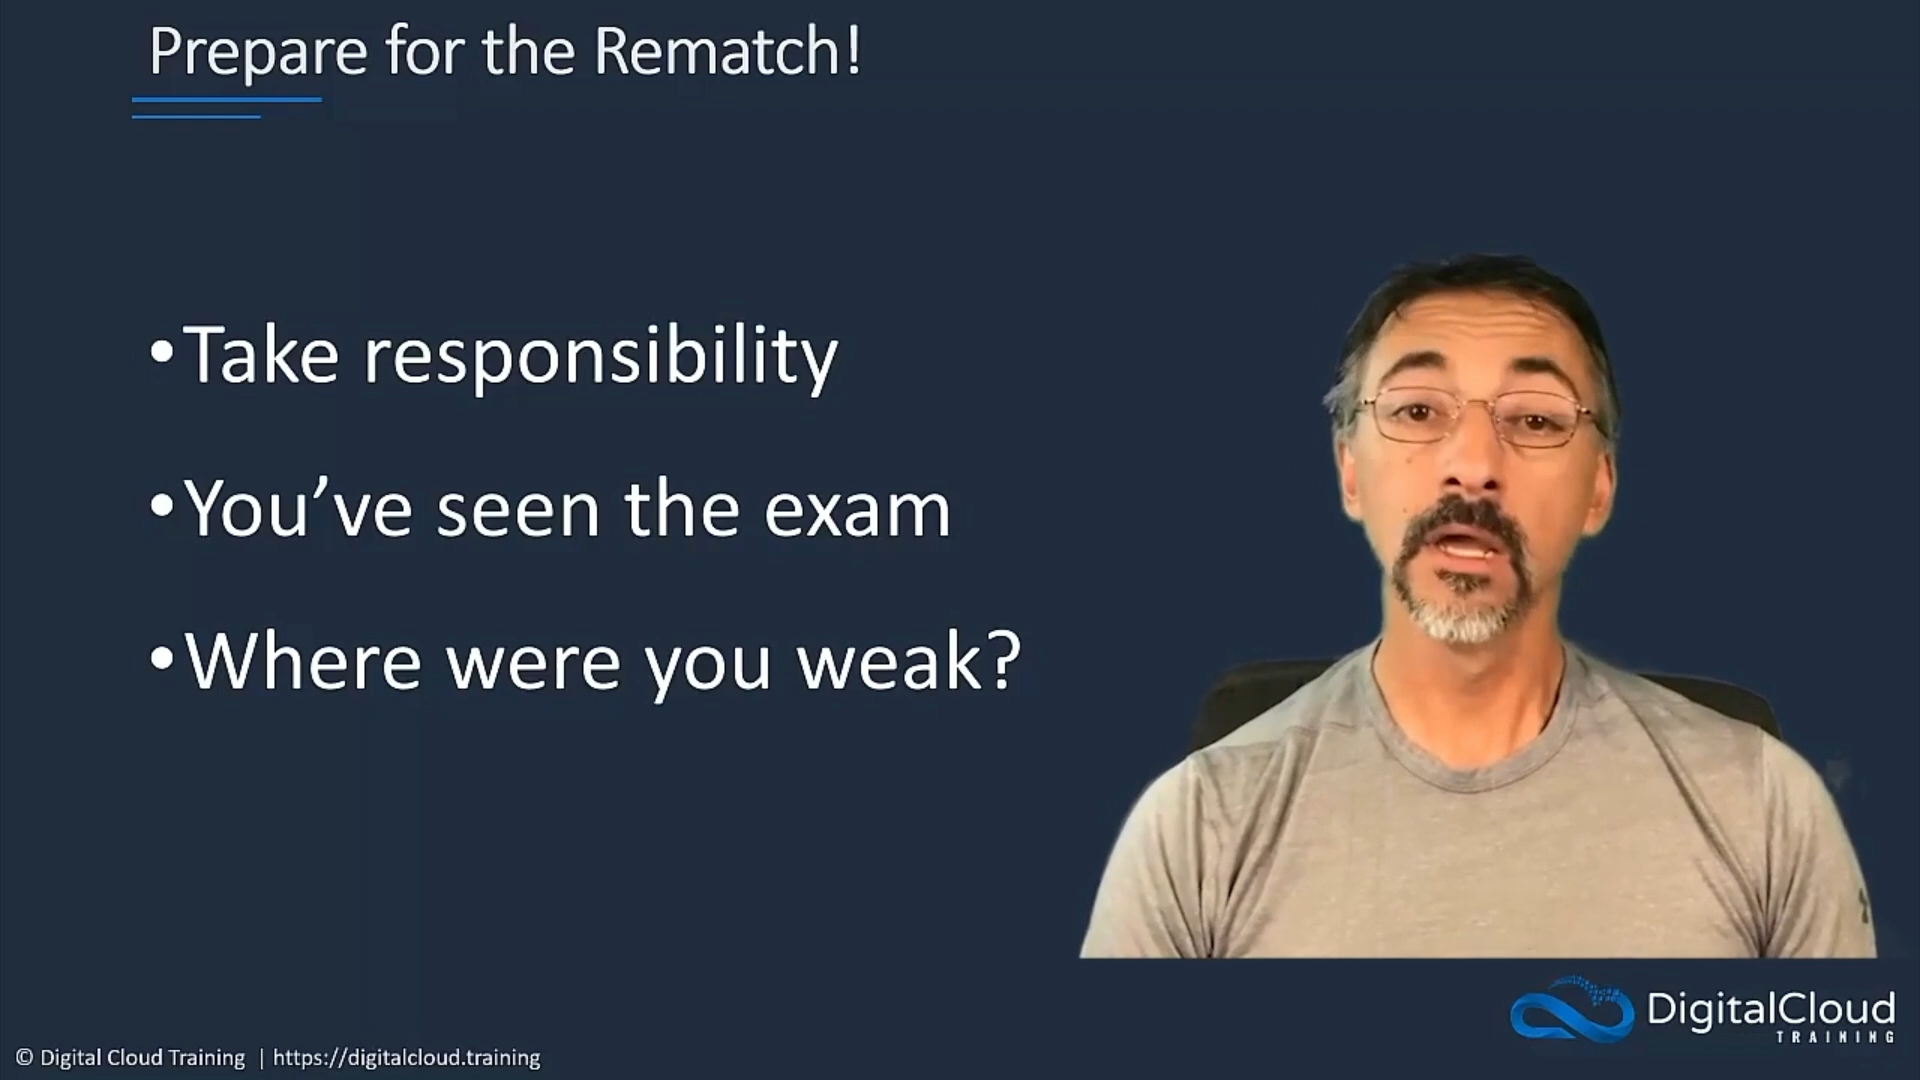 Prepare for the Rematch!
•Take responsibility
•You’ve seen the exam
•Where were you weak?
DigitalCloud
TRAINING
© Digital Cloud Training | https://digitalcloud.training